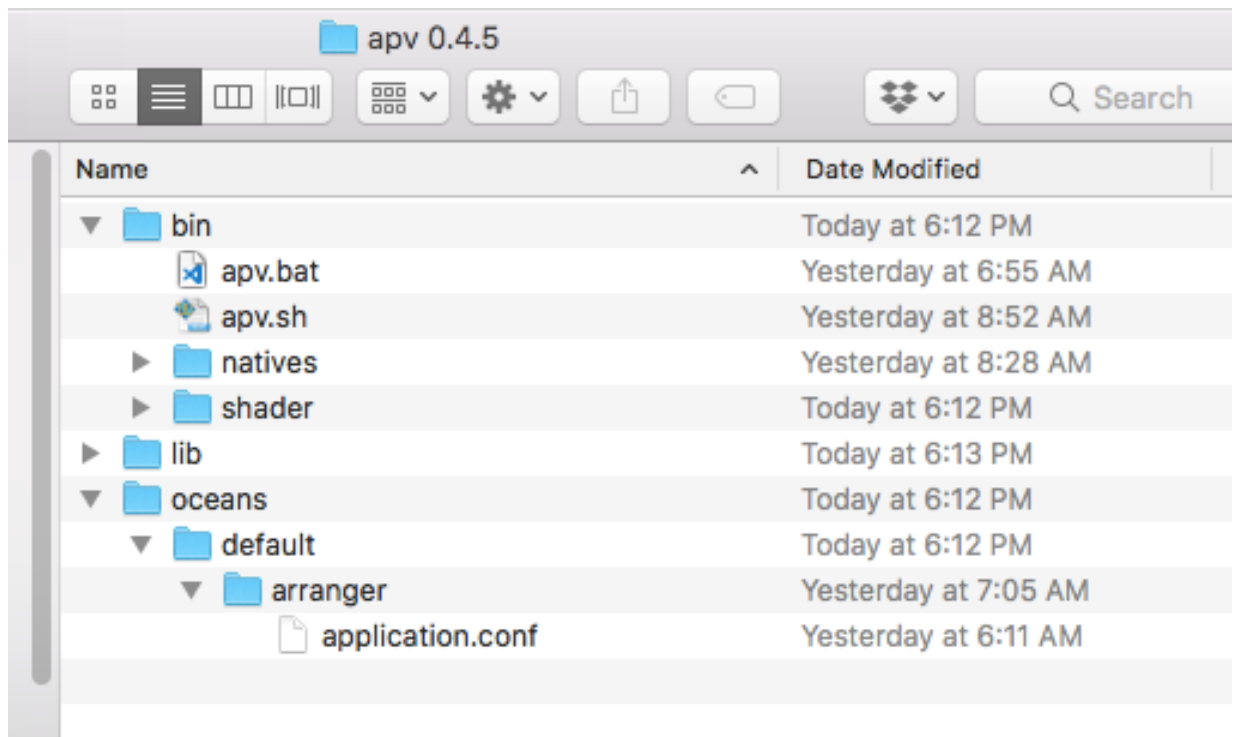 apv 0.4.5
Search
Name Date Modified
bin Today at 6:12 PM
apv.bat Yesterday at 6:55 AM
apv.sh Yesterday at 8:52 AM
natives Yesterday at 8:28 AM
shader Today at 6:12 PM
lib Today at 6:13 PM
oceans Today at 6:12 PM
default Today at 6:12 PM
arranger Yesterday at 7:05 AM
application.conf Yesterday at 6:11 AM